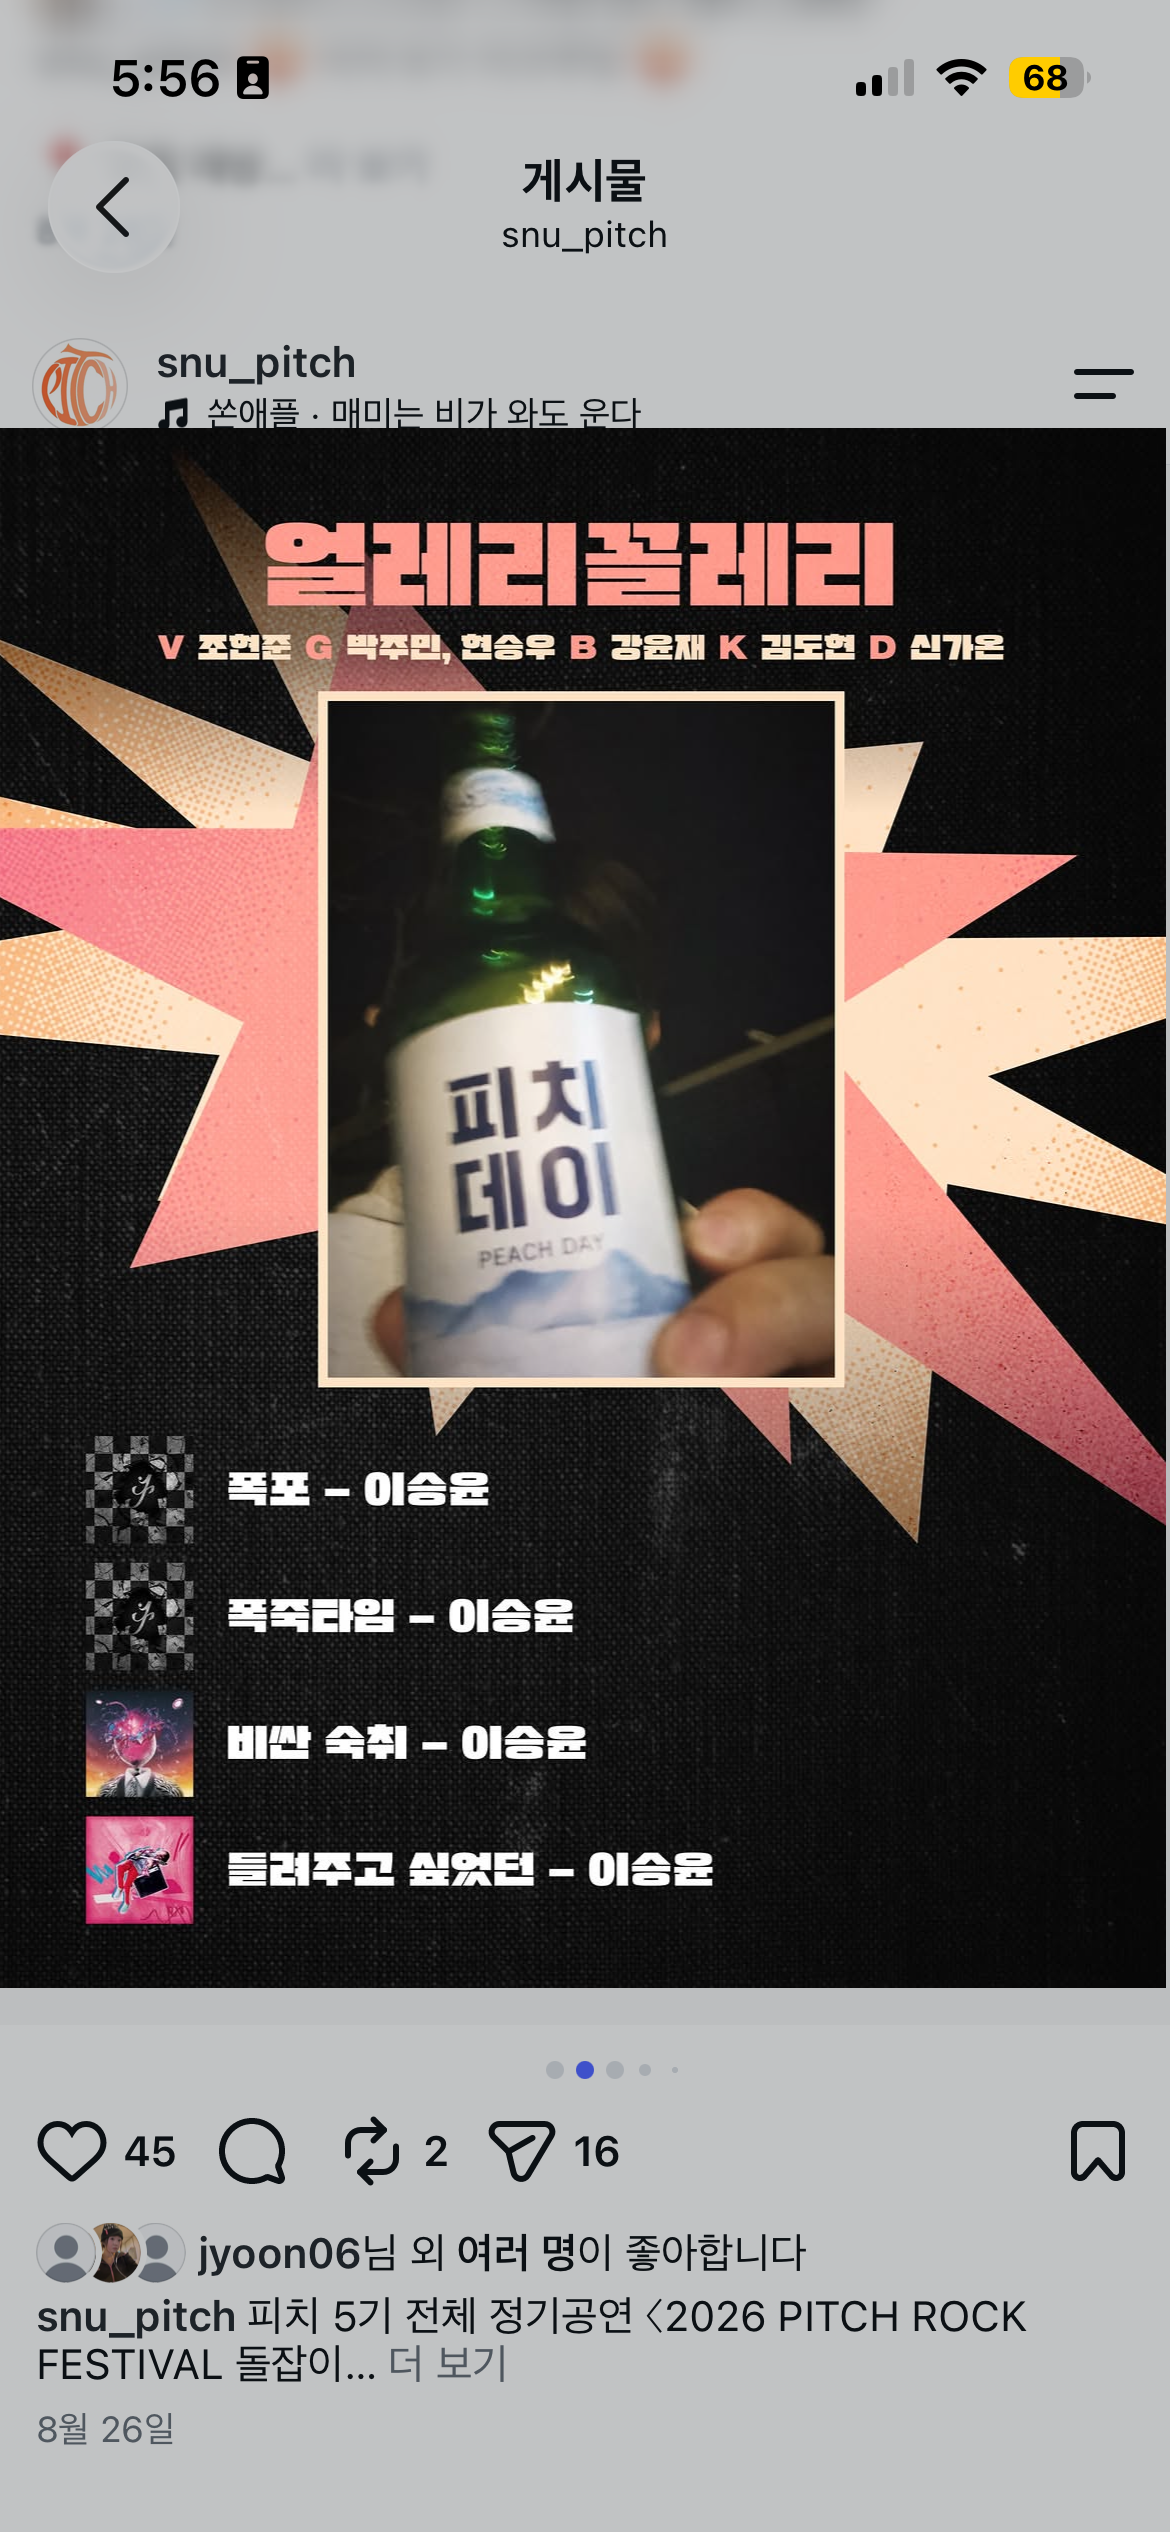 5:56
68
게시물
snu_pitch
PITCH
snu_pitch
쏜애플 · 매미는 비가 와도 운다
얼레리꼴레리
V 조현준 G 박주민, 현승우 B 강윤재 K 김도현 D 신가온
피치
데이
PEACH DAY
폭포 – 이승윤
폭죽타임 – 이승윤
비싼 숙취 – 이승윤
들려주고 싶었던 – 이승윤
45
2
16
jyoon06님 외 여러 명이 좋아합니다
snu_pitch 피치 5기 전체 정기공연 〈2026 PITCH ROCK
FESTIVAL 돌잡이... 더 보기
8월 26일